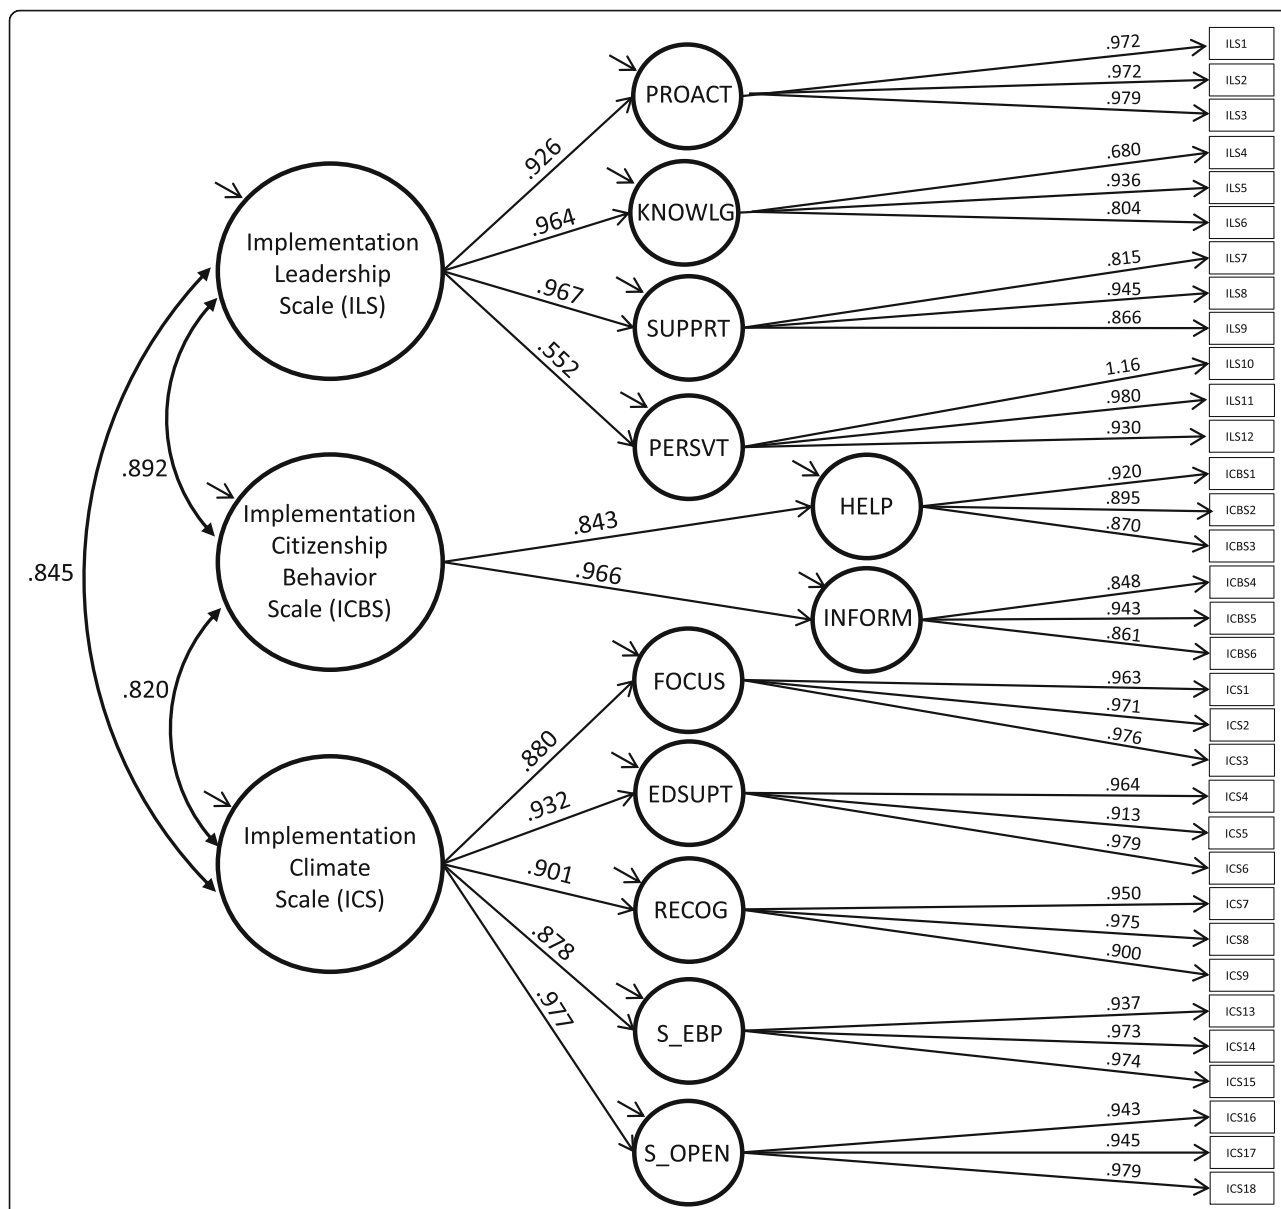 .972
ILS1
PROACT
.972
ILS2
.979
ILS3
.926
.680
ILS4
KNOWLG
.936
ILS5
.964
.804
ILS6
Implementation
Leadership
Scale (ILS)
.815
ILS7
.967
SUPPRT
.945
ILS8
.866
ILS9
.552
1.16
ILS10
PERSVT
.980
ILS11
.930
ILS12
.892
.845
Implementation
Citizenship
Behavior
Scale (ICBS)
.843
HELP
.920
ICBS1
.895
ICBS2
.870
ICBS3
.966
INFORM
.848
ICBS4
.943
ICBS5
.861
ICBS6
.820
.880
FOCUS
.963
ICS1
.971
ICS2
.976
ICS3
.932
EDSUPT
.964
ICS4
.913
ICS5
.979
ICS6
Implementation
Climate
Scale (ICS)
.901
RECOG
.950
ICS7
.975
ICS8
.900
ICS9
.878
S_EBP
.937
ICS13
.973
ICS14
.974
ICS15
.977
S_OPEN
.943
ICS16
.945
ICS17
.979
ICS18